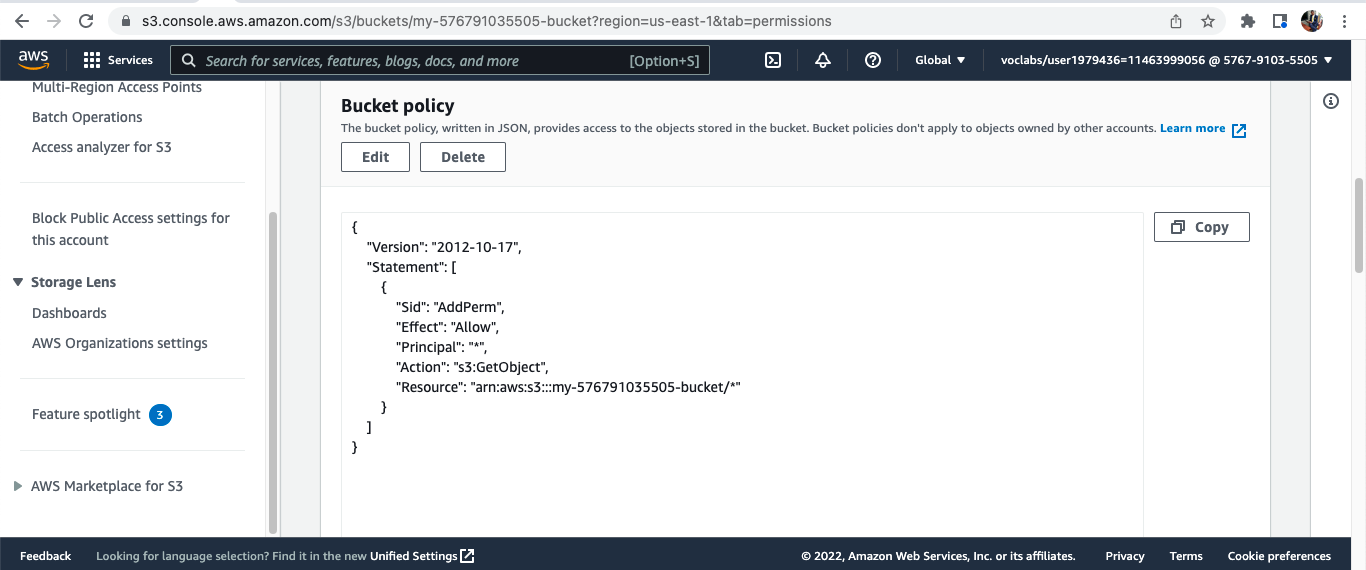 s3.console.aws.amazon.com/s3/buckets/my-576791035505-bucket?region=us-east-1&tab=permissions
aws
Services
Search for services, features, blogs, docs, and more
[Option+S]
Global
voclabs/user1979436=11463999056 @ 5767-9103-5505
Multi-Region Access Points
Batch Operations
Access analyzer for S3
Block Public Access settings for
this account
Storage Lens
Dashboards
AWS Organizations settings
Feature spotlight 3
AWS Marketplace for S3
Bucket policy
The bucket policy, written in JSON, provides access to the objects stored in the bucket. Bucket policies don't apply to objects owned by other accounts. Learn more
Edit
Delete
Copy
{
"Version": "2012-10-17",
"Statement": [
{
"Sid": "AddPerm",
"Effect": "Allow",
"Principal": "*",
"Action": "s3:GetObject",
"Resource": "arn:aws:s3:::my-576791035505-bucket/*"
}
]
}
Feedback
Looking for language selection? Find it in the new Unified Settings
© 2022, Amazon Web Services, Inc. or its affiliates.
Privacy
Terms
Cookie preferences